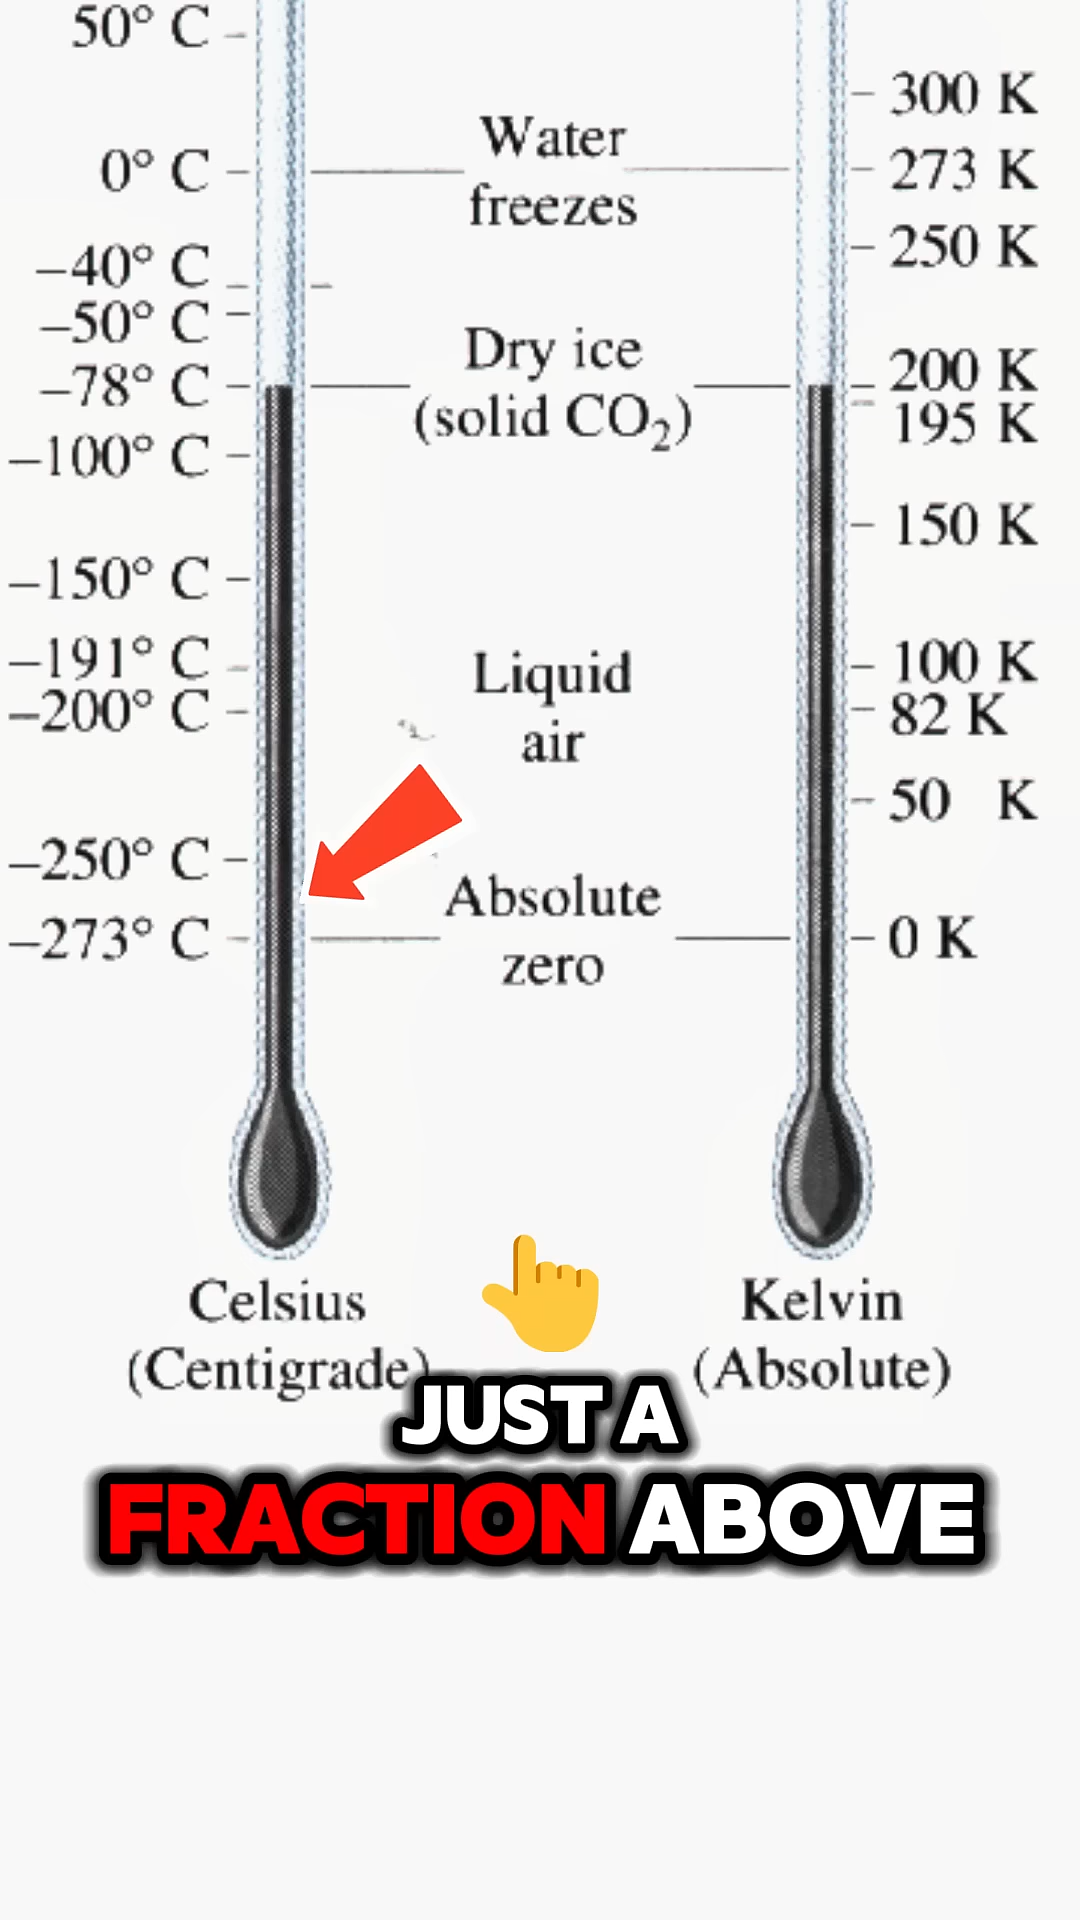 50° C
0° C
–40° C
–50° C
–78° C
–100° C
–150° C
–191° C
–200° C
–250° C
–273° C
Water
freezes
Dry ice
(solid CO₂)
Liquid
air
Absolute
zero
300 K
273 K
250 K
200 K
195 K
150 K
100 K
82 K
50 K
0 K
Celsius
(Centigrade)
Kelvin
(Absolute)
JUST A
FRACTION ABOVE